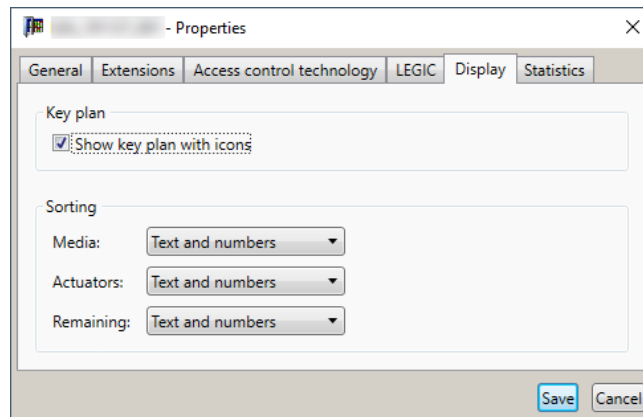 - Properties
General Extensions Access control technology LEGIC Display Statistics
Key plan
Show key plan with icons
Sorting
Media: Text and numbers
Actuators: Text and numbers
Remaining: Text and numbers
Save Cancel